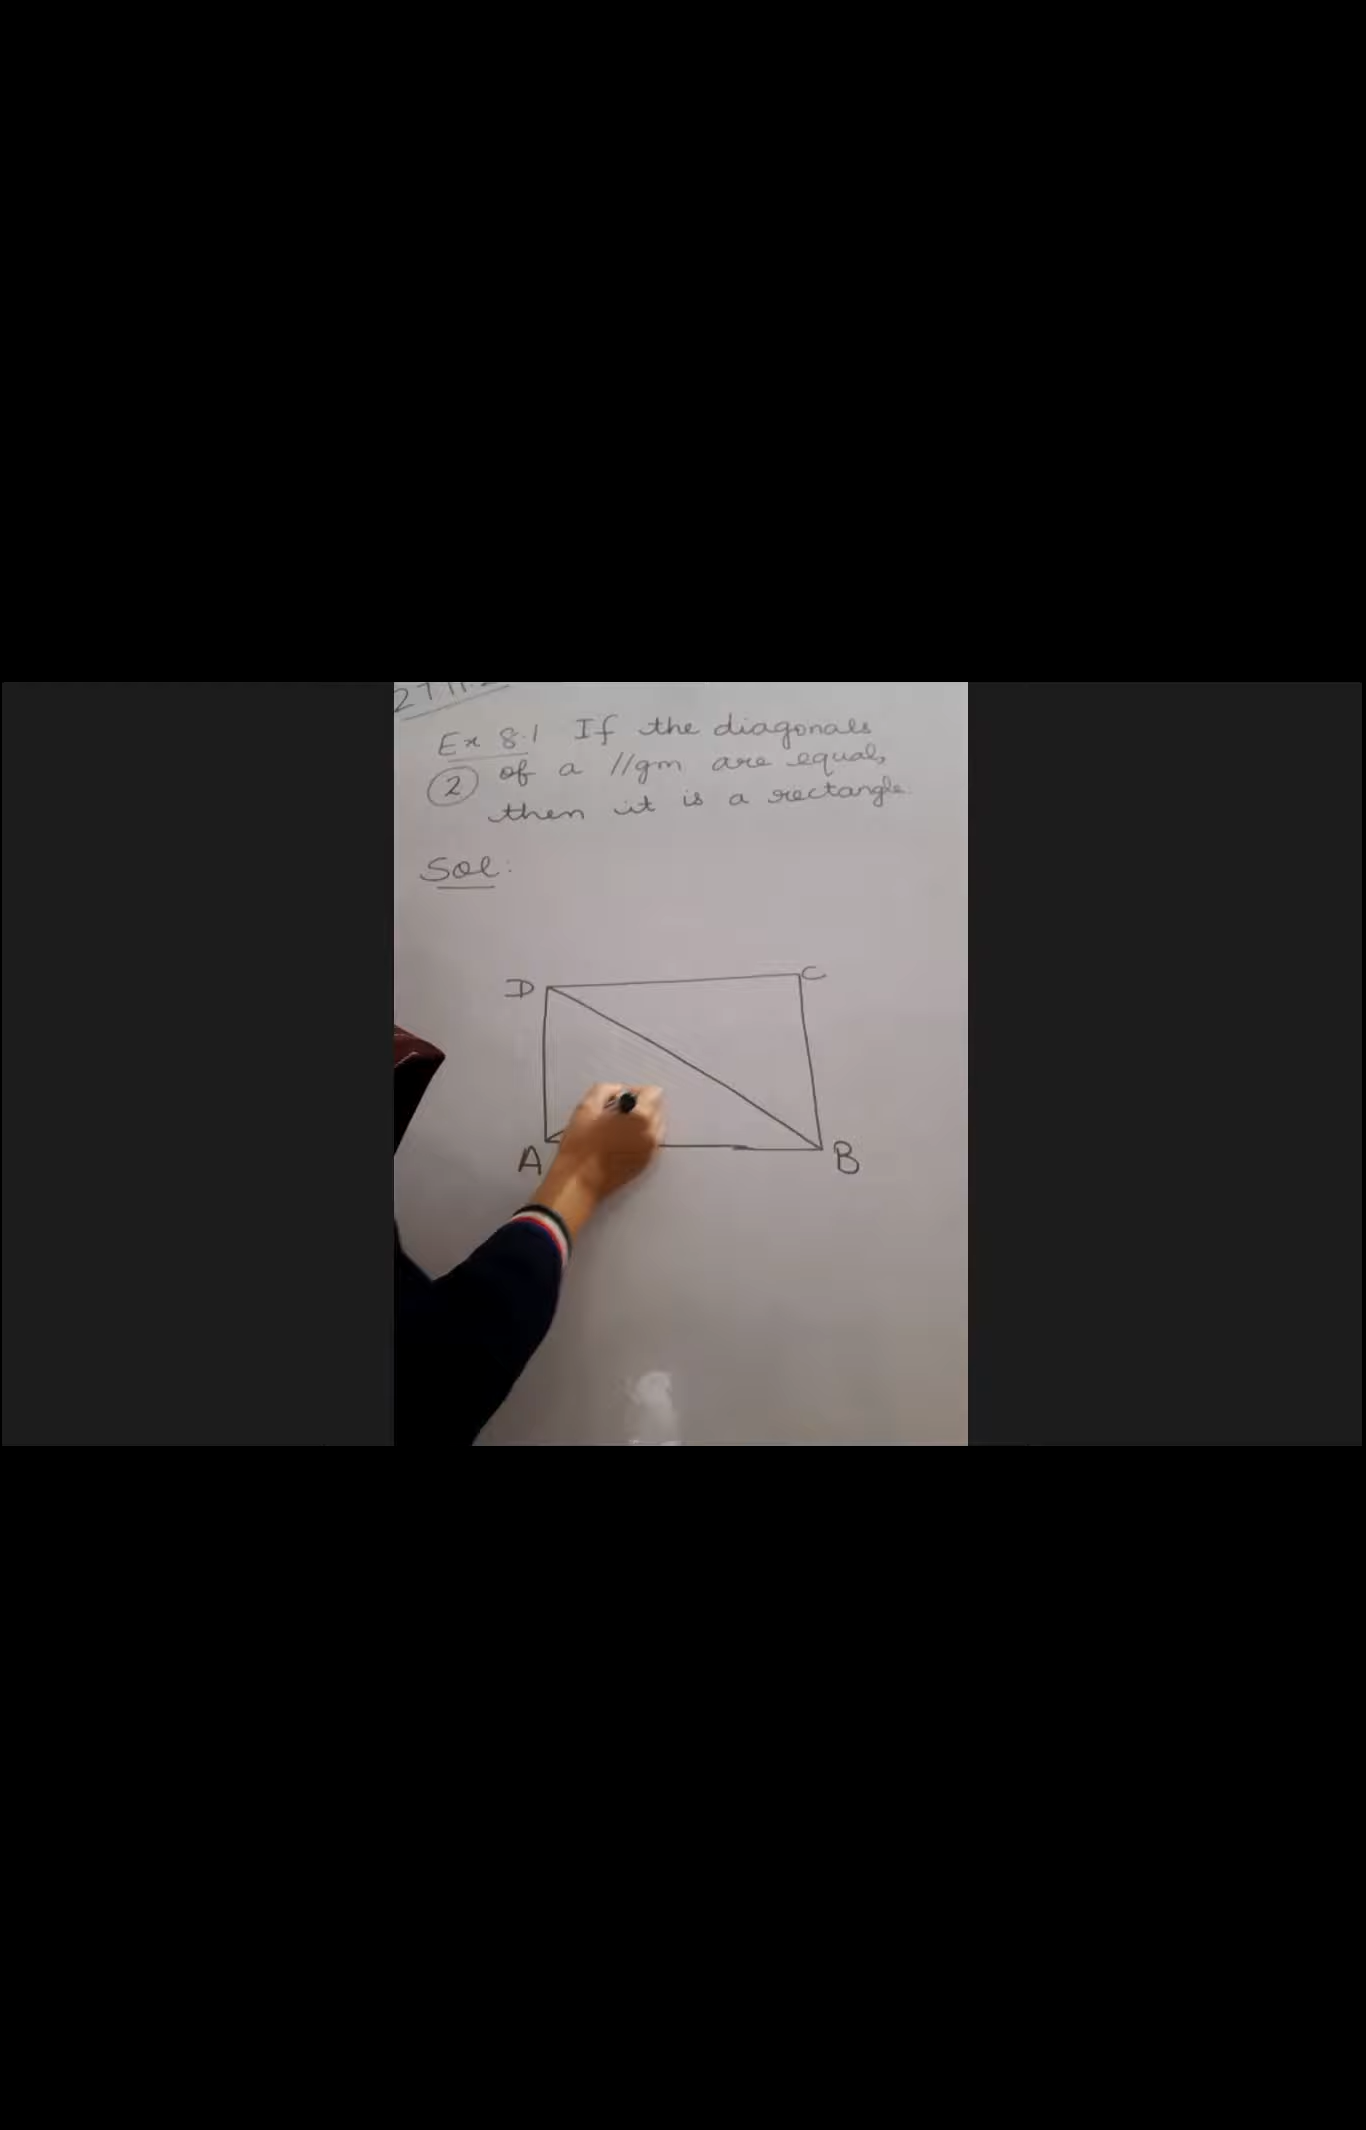 Ex 8.1 If the diagonals
② of a //gm are equal,
then it is a rectangle.
Sol:
D C
A B